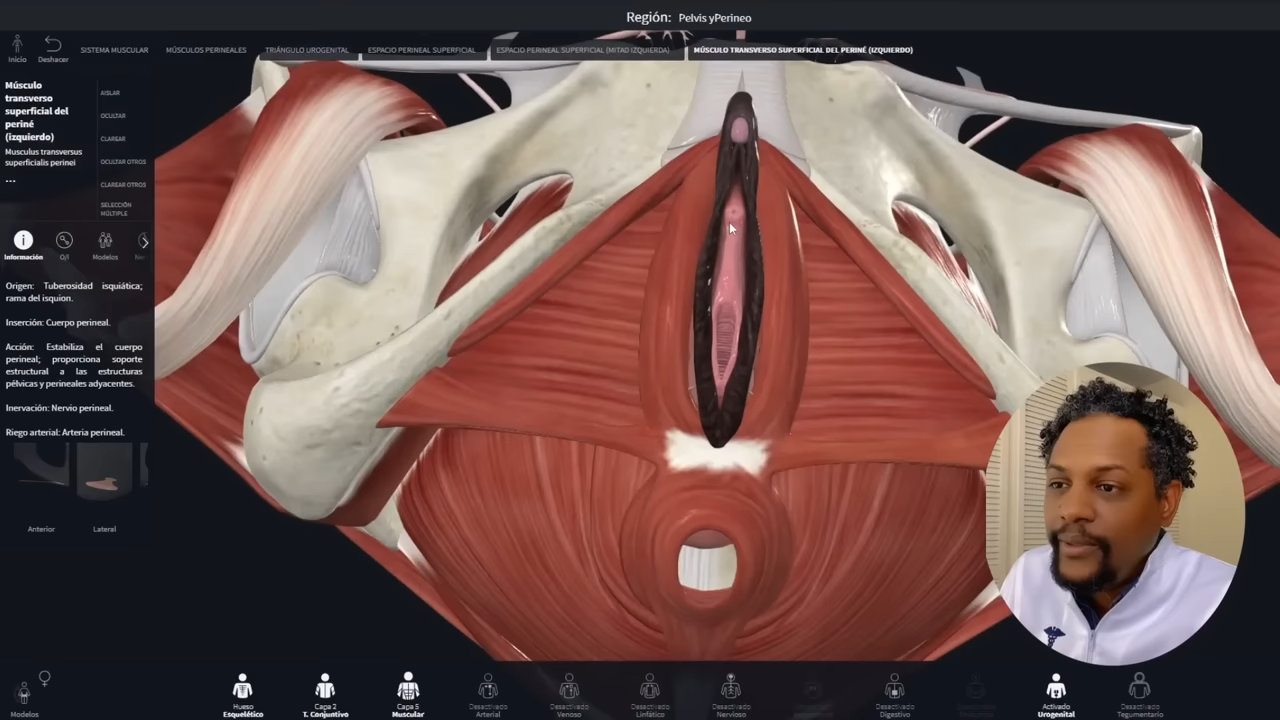 Región: Pelvis yPerineo
Inicio
Deshacer
SISTEMA MUSCULAR
MÚSCULOS PERINEALES
TRIÁNGULO UROGENITAL
ESPACIO PERINEAL SUPERFICIAL
ESPACIO PERINEAL SUPERFICIAL (MITAD IZQUIERDA)
MÚSCULO TRANSVERSO SUPERFICIAL DEL PERINÉ (IZQUIERDO)
Músculo
transverso
superficial del
periné
(izquierdo)
Musculus transversus
superficialis perinei
...
AISLAR
OCULTAR
CLAREAR
OCULTAR OTROS
CLAREAR OTROS
SELECCIÓN
MÚLTIPLE
Información
O/I
Modelos
Origen: Tuberosidad isquiática;
rama del isquion.
Inserción: Cuerpo perineal.
Acción: Estabiliza el cuerpo
perineal; proporciona soporte
estructural a las estructuras
pélvicas y perineales adyacentes.
Inervación: Nervio perineal.
Riego arterial: Arteria perineal.
Anterior
Lateral
Modelos
Hueso
Esquelético
Capa 2
T. Conjuntivo
Capa 5
Muscular
Desactivado
Arterial
Desactivado
Venoso
Desactivado
Linfático
Desactivado
Nervioso
Desactivado
Digestivo
Activado
Urogenital
Desactivado
Tegumentario